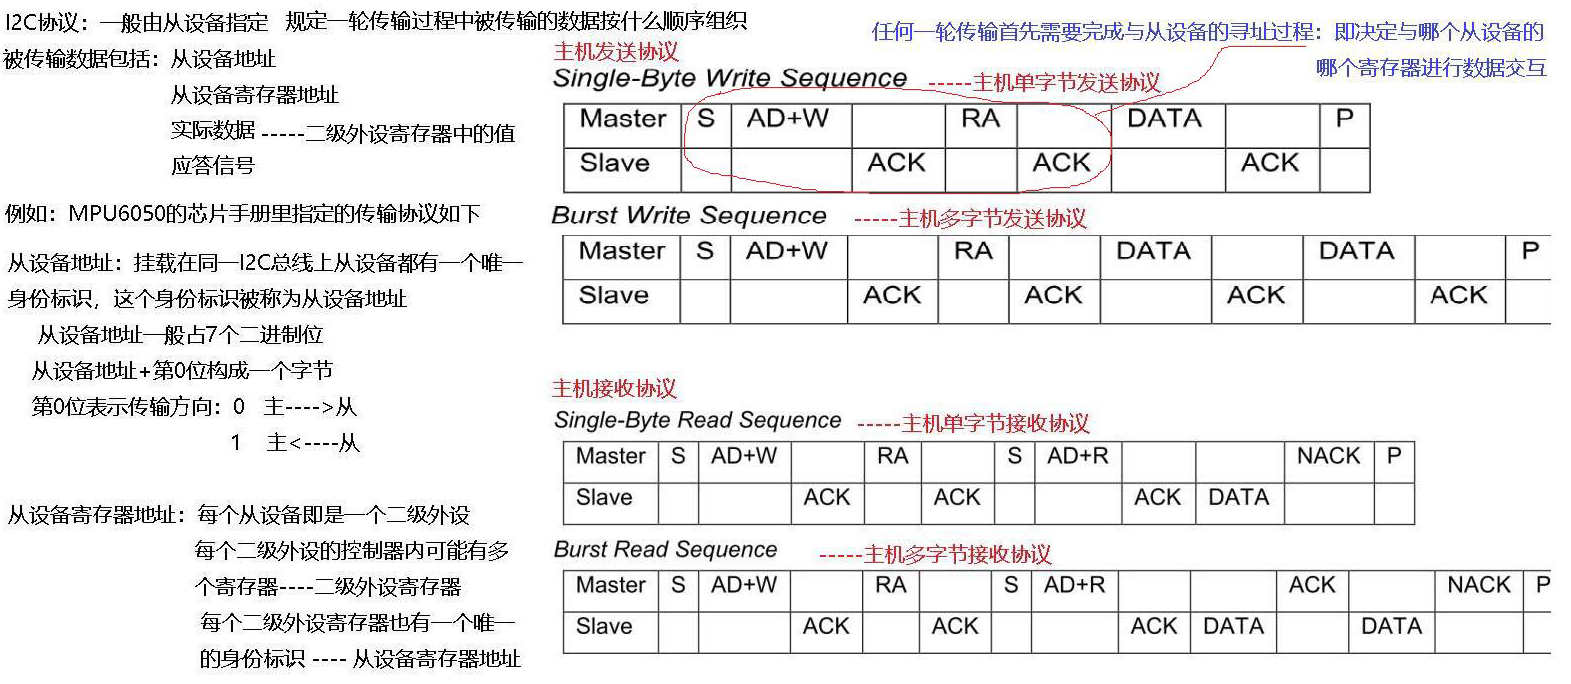 I2C协议：一般由从设备指定 规定一轮传输过程中被传输的数据按什么顺序组织
被传输数据包括：从设备地址
从设备寄存器地址
实际数据 -----二级外设寄存器中的值
应答信号
例如：MPU6050的芯片手册里指定的传输协议如下
从设备地址：挂载在同一I2C总线上从设备都有一个唯一
身份标识，这个身份标识被称为从设备地址
从设备地址一般占7个二进制位
从设备地址+第0位构成一个字节
第0位表示传输方向：0 主---->从
1 主<----从
从设备寄存器地址：每个从设备即是一个二级外设
每个二级外设的控制器内可能有多
个寄存器----二级外设寄存器
每个二级外设寄存器也有一个唯一
的身份标识 ---- 从设备寄存器地址
任何一轮传输首先需要完成与从设备的寻址过程：即决定与哪个从设备的
哪个寄存器进行数据交互
主机发送协议
Single-Byte Write Sequence -----主机单字节发送协议
Master S AD+W RA DATA P
Slave ACK ACK ACK
Burst Write Sequence -----主机多字节发送协议
Master S AD+W RA DATA DATA P
Slave ACK ACK ACK ACK
主机接收协议
Single-Byte Read Sequence -----主机单字节接收协议
Master S AD+W RA S AD+R NACK P
Slave ACK ACK ACK DATA
Burst Read Sequence -----主机多字节接收协议
Master S AD+W RA S AD+R ACK NACK P
Slave ACK ACK ACK DATA DATA